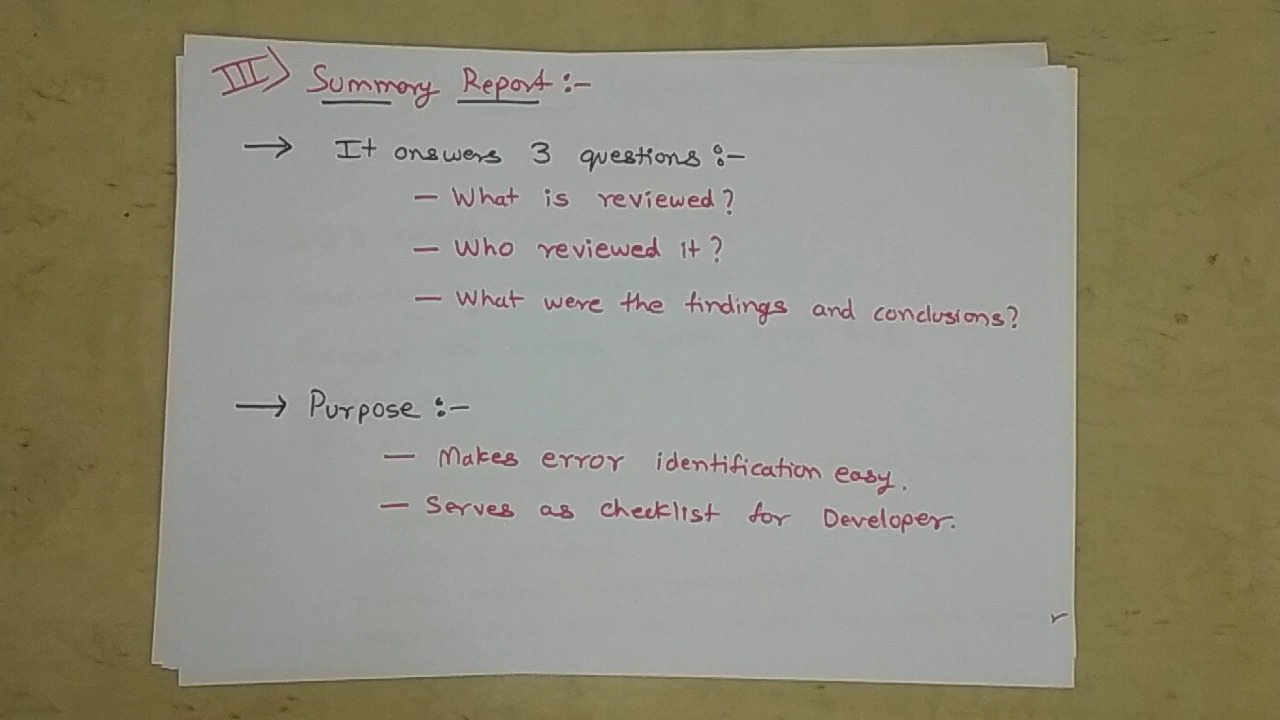 III) Summary Report :-
→ It answers 3 questions :-
— What is reviewed?
— Who reviewed it?
— What were the findings and conclusions?
→ Purpose :-
— Makes error identification easy.
— Serves as checklist for Developer.